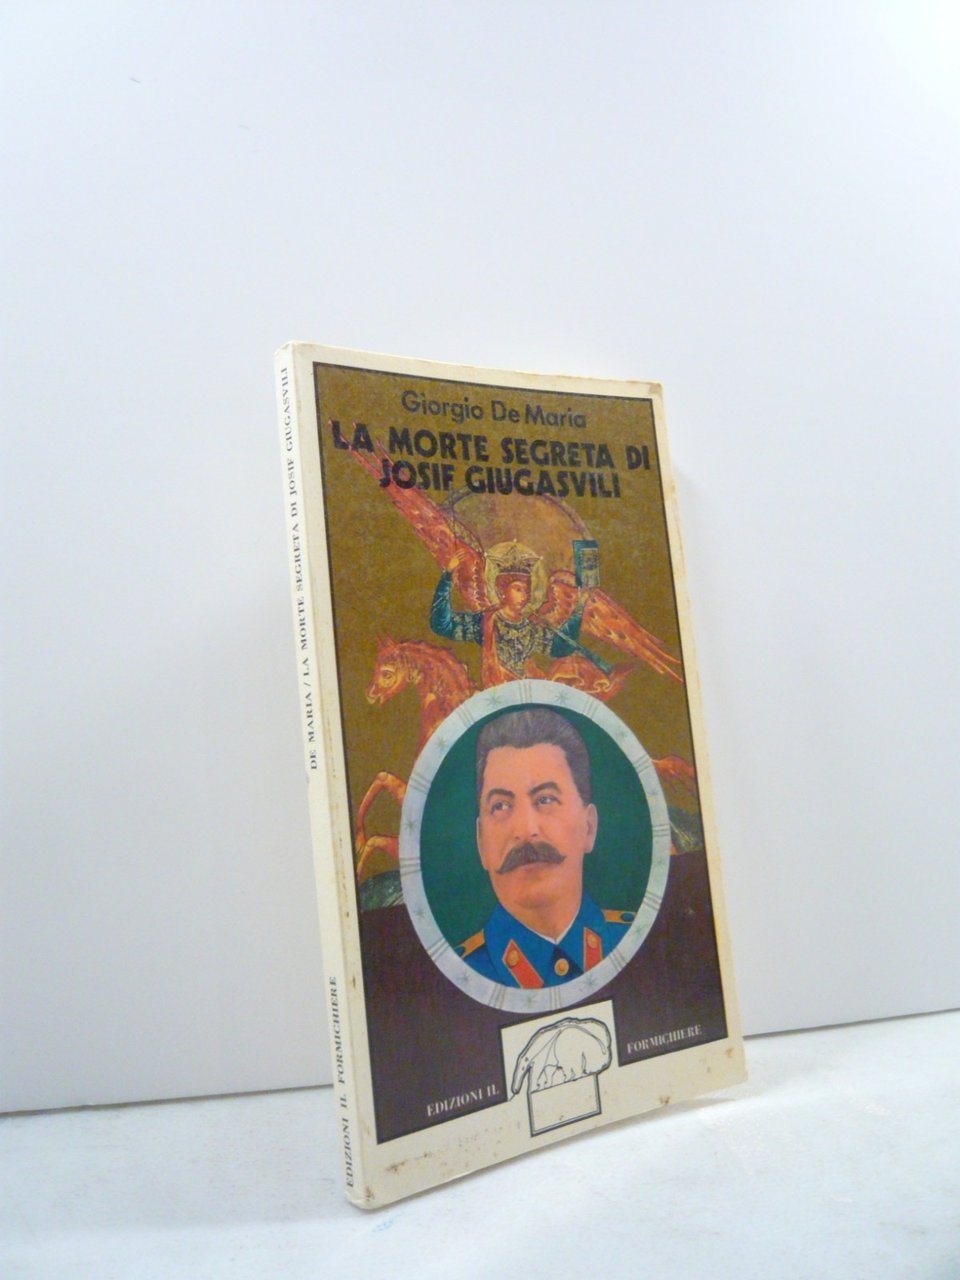 Giorgio De Maria
LA MORTE SEGRETA DI
JOSIF GIUGASVILI
EDIZIONI IL FORMICHIERE
DE MARIA / LA MORTE SEGRETA DI JOSIF GIUGASVILI
EDIZIONI IL FORMICHIERE